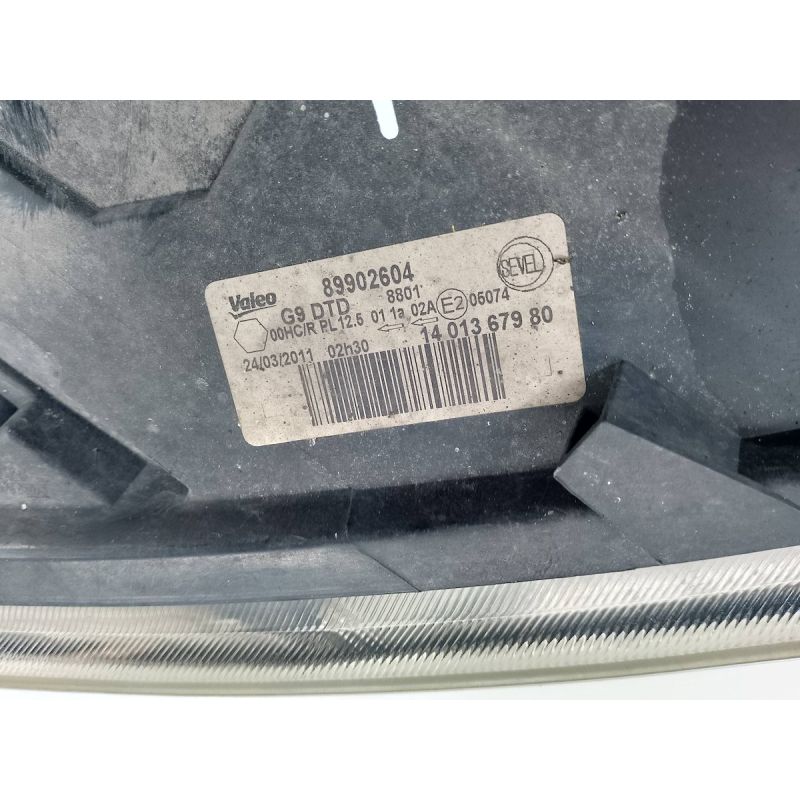 89902604
SEVEL
Valeo
G9 DTD 8801
00HC/R PL 12.5 01 1a 02A E2 05074
24/03/2011 02h30 14 013 679 80